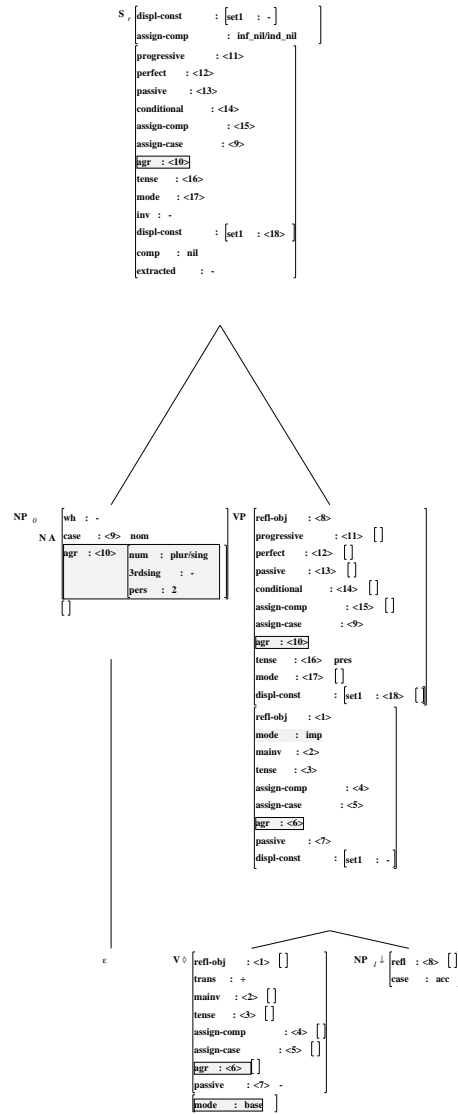 S r displ-const : [set1 : -]
assign-comp : inf_nil/ind_nil
progressive : <11>
perfect : <12>
passive : <13>
conditional : <14>
assign-comp : <15>
assign-case : <9>
agr : <10>
tense : <16>
mode : <17>
inv : -
displ-const : [set1 : <18> ]
comp : nil
extracted : -
NP 0 wh : -
NA case : <9> nom
agr : <10> num : plur/sing
3rdsing : -
pers : 2
[]
VP refl-obj : <8>
progressive : <11> []
perfect : <12> []
passive : <13> []
conditional : <14> []
assign-comp : <15> []
assign-case : <9>
agr : <10>
tense : <16> pres
mode : <17> []
displ-const : [set1 : <18> []]
refl-obj : <1>
mode : imp
mainv : <2>
tense : <3>
assign-comp : <4>
assign-case : <5>
agr : <6>
passive : <7>
displ-const : [set1 : -]
ε
V◊ refl-obj : <1> []
trans : +
mainv : <2> []
tense : <3> []
assign-comp : <4> []
assign-case : <5> []
agr : <6> []
passive : <7> -
mode : base
NP 1 ↓ refl : <8> []
case : acc